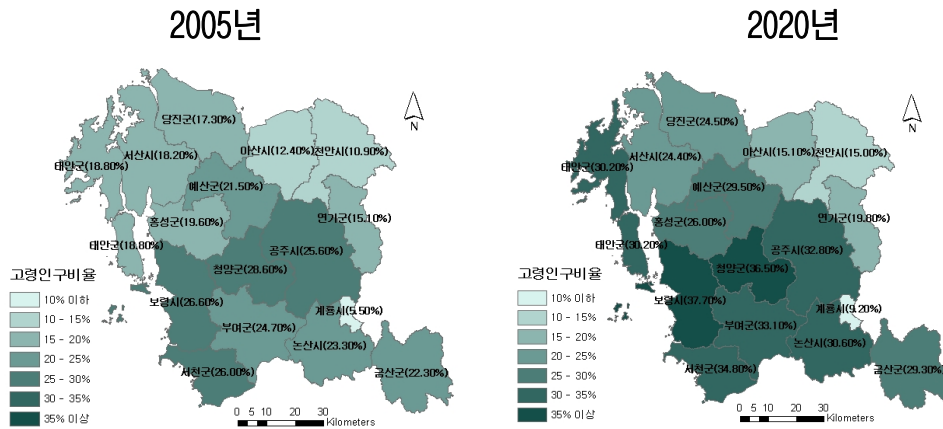 2005년
당진군(17.30%)
아산시(12.40%)
천안시(10.90%)
서산시(18.20%)
태안군(18.80%)
예산군(21.50%)
홍성군(19.60%)
연기군(15.10%)
태안군(18.80%)
공주시(25.60%)
청양군(28.60%)
보령시(26.60%)
계룡시(5.50%)
부여군(24.70%)
논산시(23.30%)
서천군(26.00%)
금산군(22.30%)
N
고령인구비율
10% 이하
10 - 15%
15 - 20%
20 - 25%
25 - 30%
30 - 35%
35% 이상
0 5 10 20 30
Kilometers
2020년
당진군(24.50%)
아산시(15.10%)
천안시(15.00%)
서산시(24.40%)
태안군(30.20%)
예산군(29.50%)
홍성군(26.00%)
연기군(19.80%)
태안군(30.20%)
공주시(32.80%)
청양군(36.50%)
보령시(37.70%)
계룡시(9.20%)
부여군(33.10%)
논산시(30.60%)
서천군(34.80%)
금산군(29.30%)
N
고령인구비율
10% 이하
10 - 15%
15 - 20%
20 - 25%
25 - 30%
30 - 35%
35% 이상
0 5 10 20 30
Kilometers